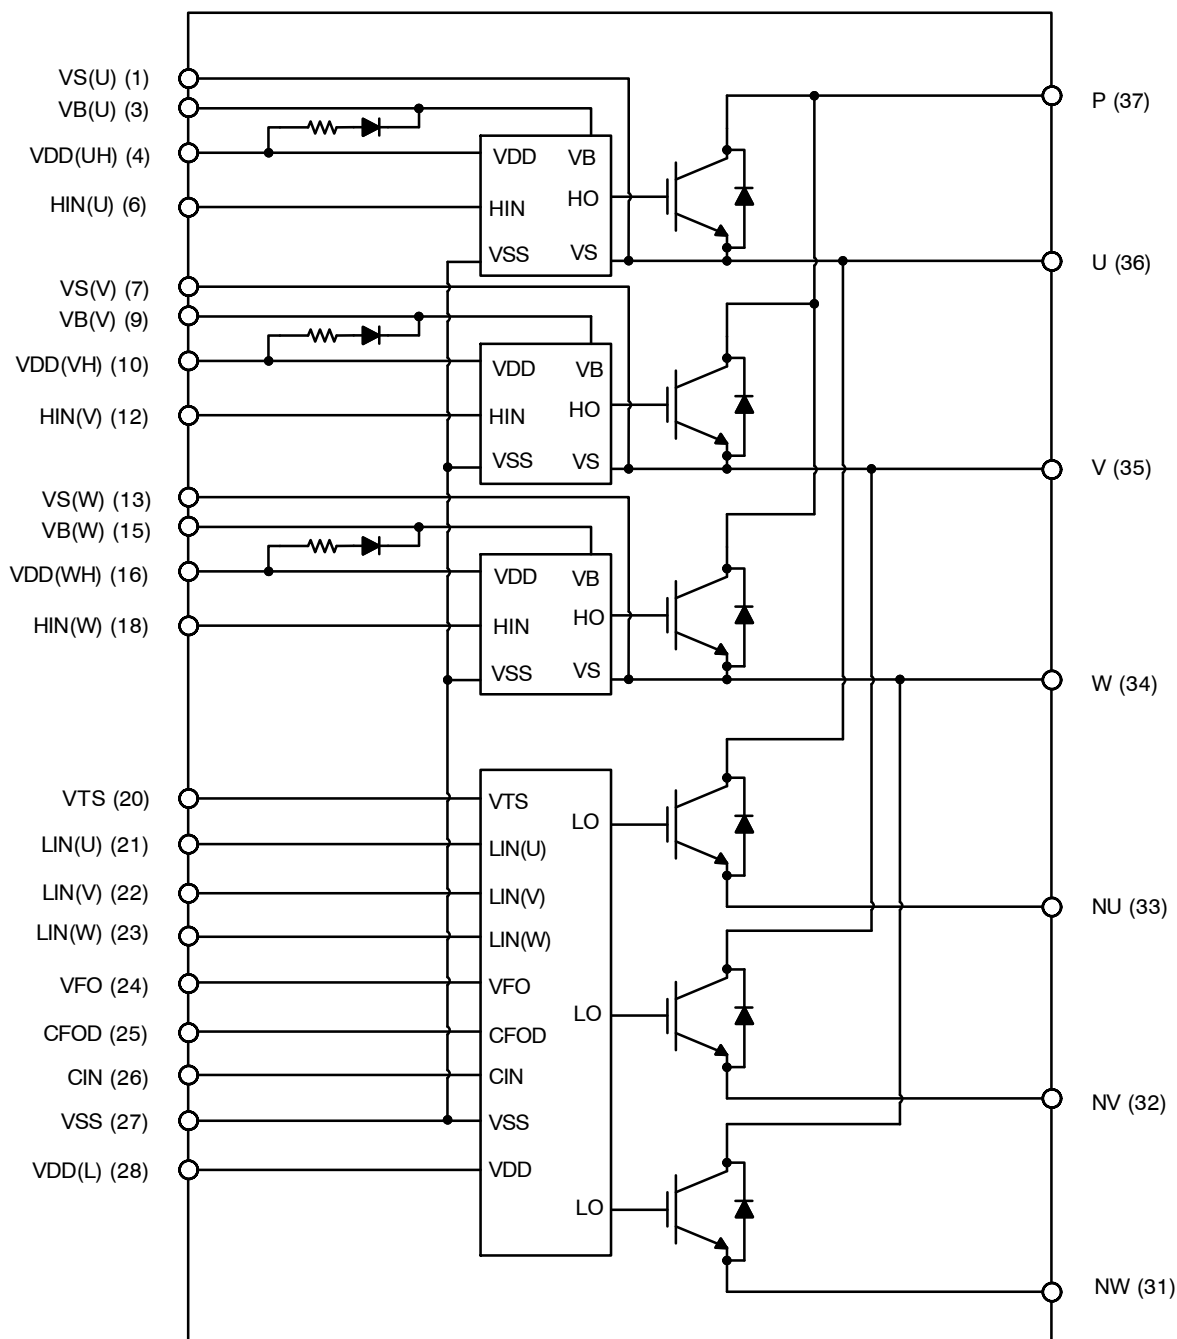 VS(U) (1)
VB(U) (3)
VDD(UH) (4)
HIN(U) (6)
VS(V) (7)
VB(V) (9)
VDD(VH) (10)
HIN(V) (12)
VS(W) (13)
VB(W) (15)
VDD(WH) (16)
HIN(W) (18)
VTS (20)
LIN(U) (21)
LIN(V) (22)
LIN(W) (23)
VFO (24)
CFOD (25)
CIN (26)
VSS (27)
VDD(L) (28)
VDD VB
HO
HIN
VSS VS
VDD VB
HO
HIN
VSS VS
VDD VB
HO
HIN
VSS VS
VTS
LO
LIN(U)
LIN(V)
LIN(W)
VFO
LO
CFOD
CIN
VSS
VDD
LO
P (37)
U (36)
V (35)
W (34)
NU (33)
NV (32)
NW (31)